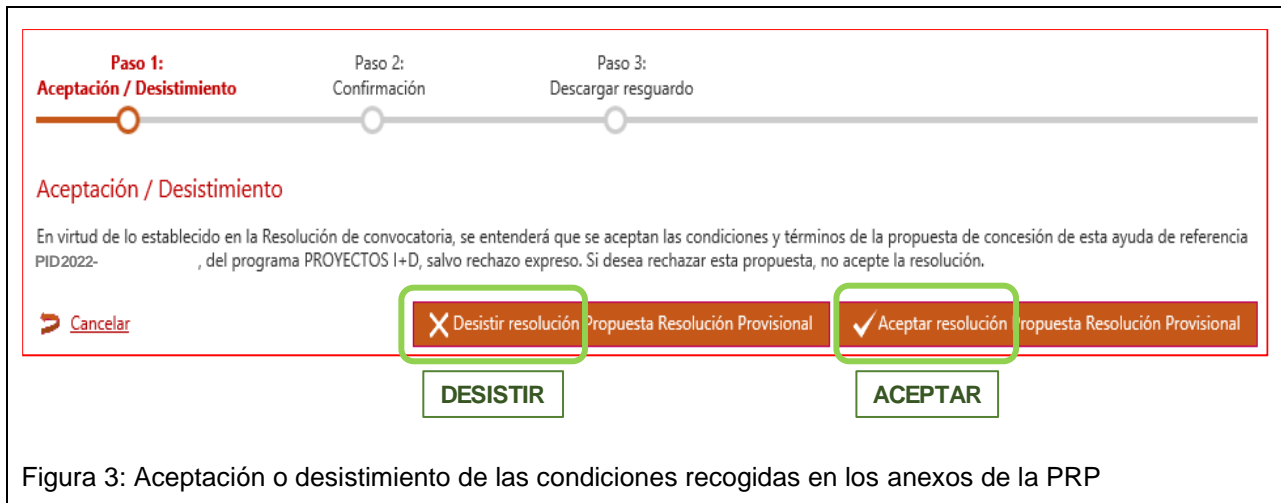 Paso 1:
Aceptación / Desistimiento
Paso 2:
Confirmación
Paso 3:
Descargar resguardo
Aceptación / Desistimiento
En virtud de lo establecido en la Resolución de convocatoria, se entenderá que se aceptan las condiciones y términos de la propuesta de concesión de esta ayuda de referencia
PID2022- , del programa PROYECTOS I+D, salvo rechazo expreso. Si desea rechazar esta propuesta, no acepte la resolución.
Cancelar
Desistir resolución Propuesta Resolución Provisional
Aceptar resolución Propuesta Resolución Provisional
DESISTIR
ACEPTAR
Figura 3: Aceptación o desistimiento de las condiciones recogidas en los anexos de la PRP